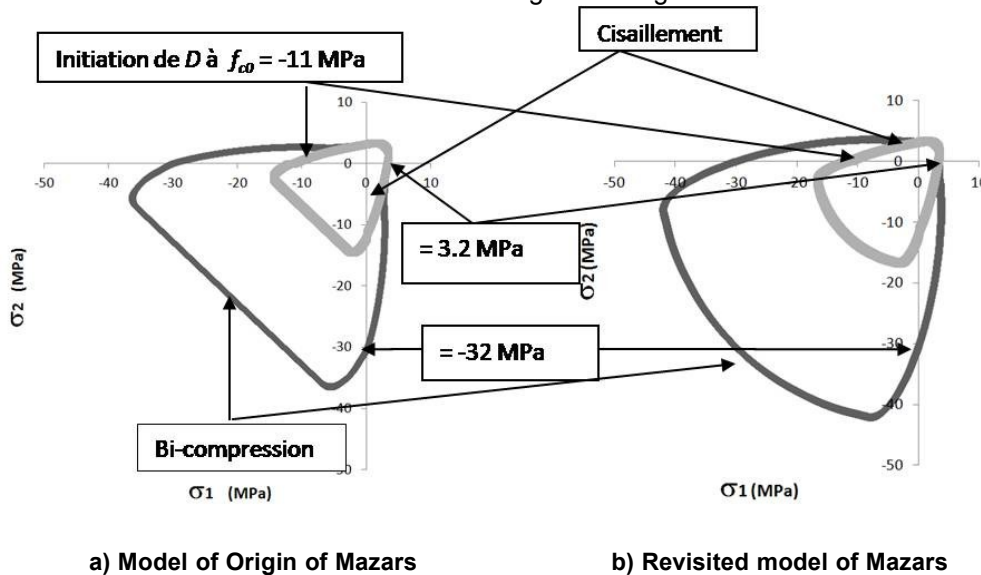 Cisaillement
Initiation de D à fc0 = -11 MPa
10
0
-50 -40 -30 -20 -10 0 10
-10
-20
-30
-40
σ2 (MPa)
σ1 (MPa)
10
0
-50 -40 -30 -20 -10 0 10
-10
-20
-30
-40
-50
σ2 (MPa)
σ1 (MPa)
= 3.2 MPa
= -32 MPa
Bi-compression
a) Model of Origin of Mazars
b) Revisited model of Mazars